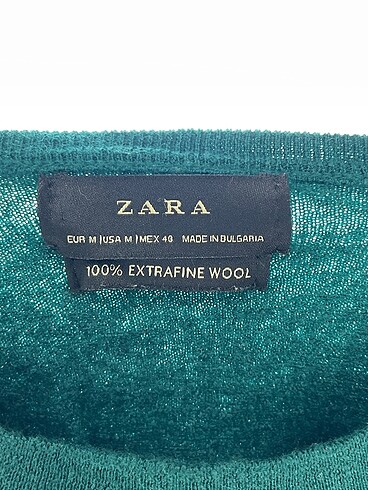 ZARA
EUR M | USA M | MEX 40 MADE IN BULGARIA
100% EXTRAFINE WOOL